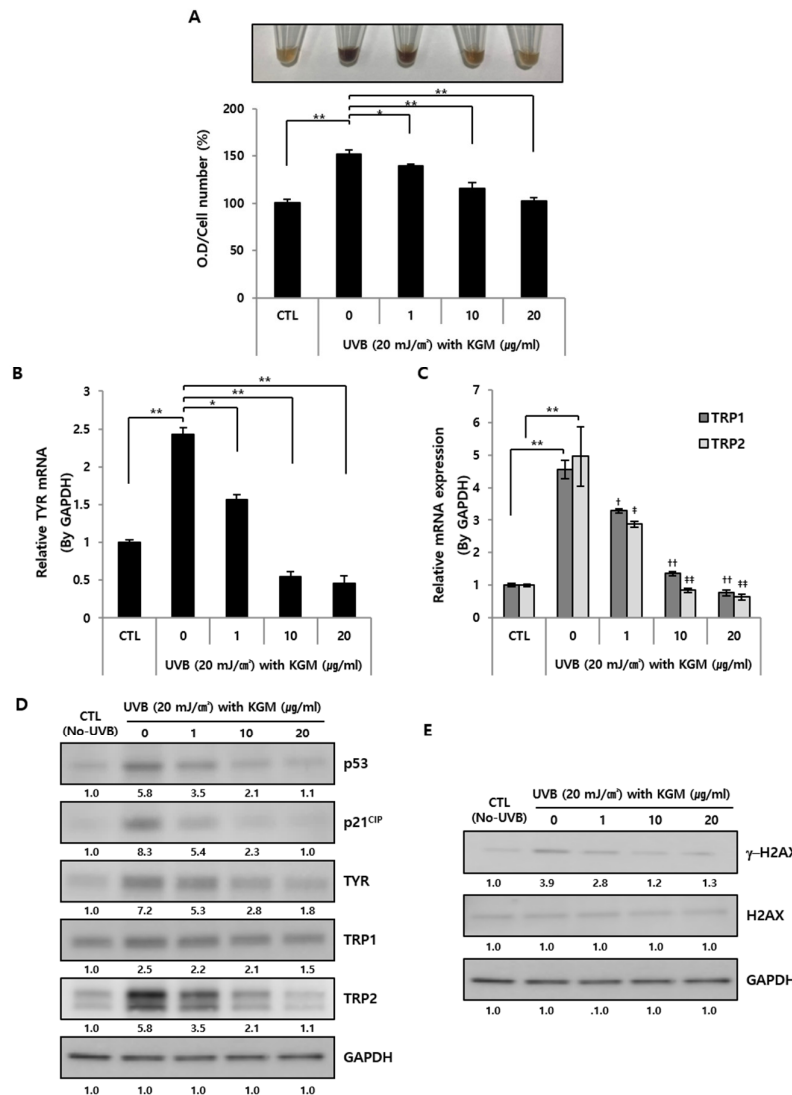 A
** * ** **
200
150
100
50
0
O.D/Cell number (%)
CTL 0 1 10 20
UVB (20 mJ/㎠) with KGM (㎍/ml)
B
** * ** **
3
2.5
2
1.5
1
0.5
0
Relative TYR mRNA
(By GAPDH)
CTL 0 1 10 20
UVB (20 mJ/㎠) with KGM (㎍/ml)
C
7
6
5
4
3
2
1
0
Relative mRNA expression
(By GAPDH)
TRP1
TRP2
**
**
† ‡
†† ‡‡ †† ‡‡
CTL 0 1 10 20
UVB (20 mJ/㎠) with KGM (㎍/ml)
D
CTL
(No-UVB)
UVB (20 mJ/㎠) with KGM (㎍/ml)
0 1 10 20
p53
1.0 5.8 3.5 2.1 1.1
p21CIP
1.0 8.3 5.4 2.3 1.0
TYR
1.0 7.2 5.3 2.8 1.8
TRP1
1.0 2.5 2.2 2.1 1.5
TRP2
1.0 5.8 3.5 2.1 1.1
GAPDH
1.0 1.0 1.0 1.0 1.0
E
CTL
(No-UVB)
UVB (20 mJ/㎠) with KGM (㎍/ml)
0 1 10 20
γ-H2AX
1.0 3.9 2.8 1.2 1.3
H2AX
1.0 1.0 1.0 1.0 1.0
GAPDH
1.0 1.0 .1.0 1.0 1.0